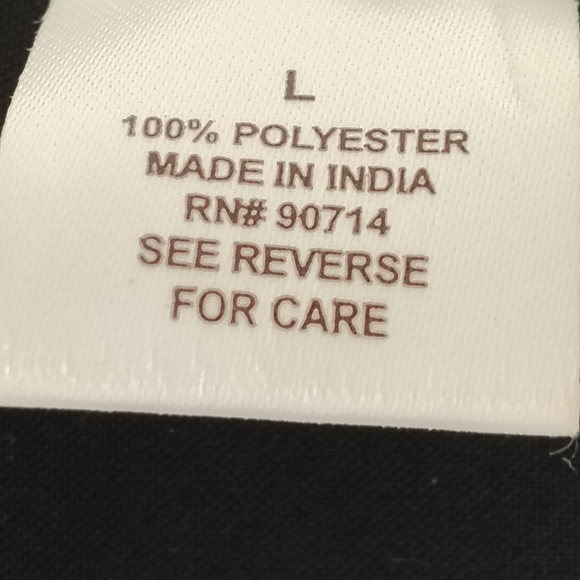 L
100% POLYESTER
MADE IN INDIA
RN# 90714
SEE REVERSE
FOR CARE